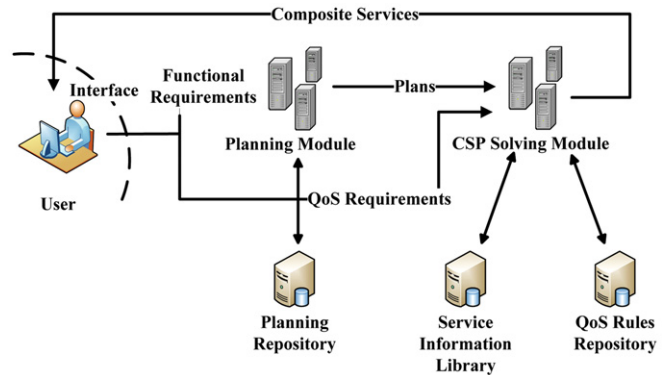 Composite Services
Interface
Functional
Requirements
Plans
Planning Module
CSP Solving Module
User
QoS Requirements
Planning
Repository
Service
Information
Library
QoS Rules
Repository